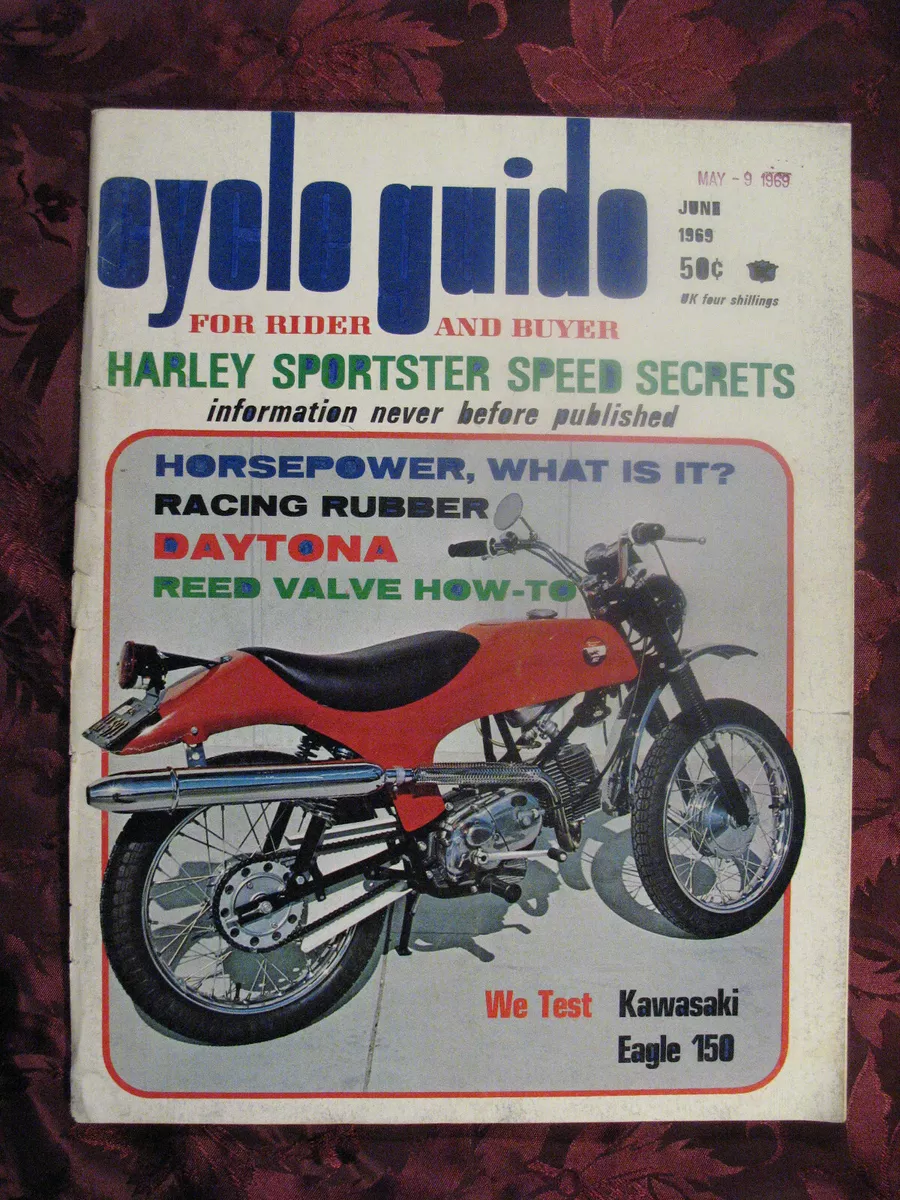 cycle guide
MAY - 9 1969
JUNE
1969
50¢
UK four shillings
FOR RIDER AND BUYER
HARLEY SPORTSTER SPEED SECRETS
information never before published
HORSEPOWER, WHAT IS IT?
RACING RUBBER
DAYTONA
REED VALVE HOW-TO
We Test Kawasaki
Eagle 150